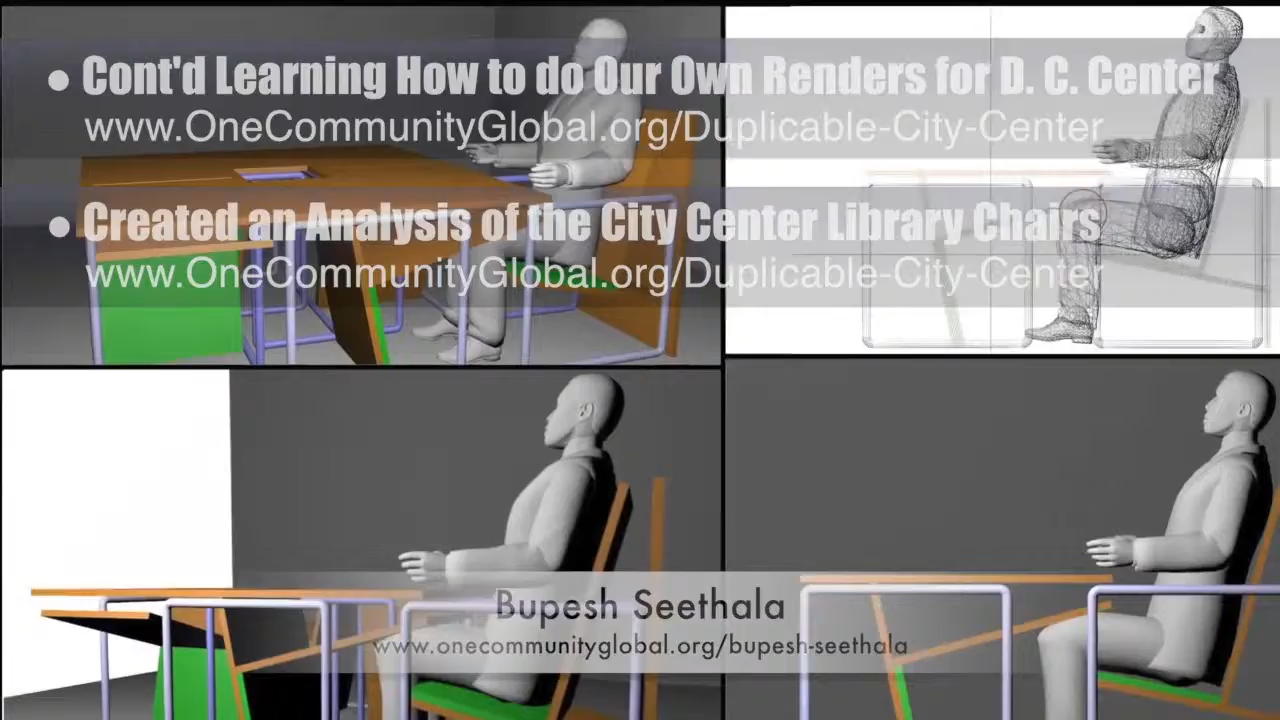 ● Cont'd Learning How to do Our Own Renders for D. C. Center
www.OneCommunityGlobal.org/Duplicable-City-Center
● Created an Analysis of the City Center Library Chairs
www.OneCommunityGlobal.org/Duplicable-City-Center
Bupesh Seethala
www.onecommunityglobal.org/bupesh-seethala